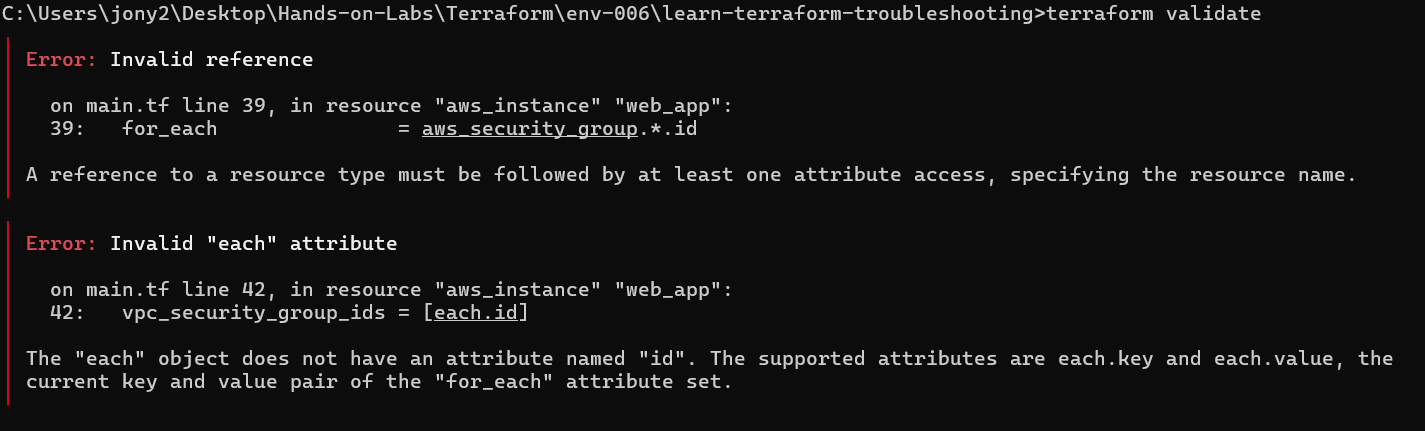 C:\Users\jony2\Desktop\Hands-on-Labs\Terraform\env-006\learn-terraform-troubleshooting>terraform validate
Error: Invalid reference
on main.tf line 39, in resource "aws_instance" "web_app":
39:   for_each               = aws_security_group.*.id
A reference to a resource type must be followed by at least one attribute access, specifying the resource name.
Error: Invalid "each" attribute
on main.tf line 42, in resource "aws_instance" "web_app":
42:   vpc_security_group_ids = [each.id]
The "each" object does not have an attribute named "id". The supported attributes are each.key and each.value, the
current key and value pair of the "for_each" attribute set.